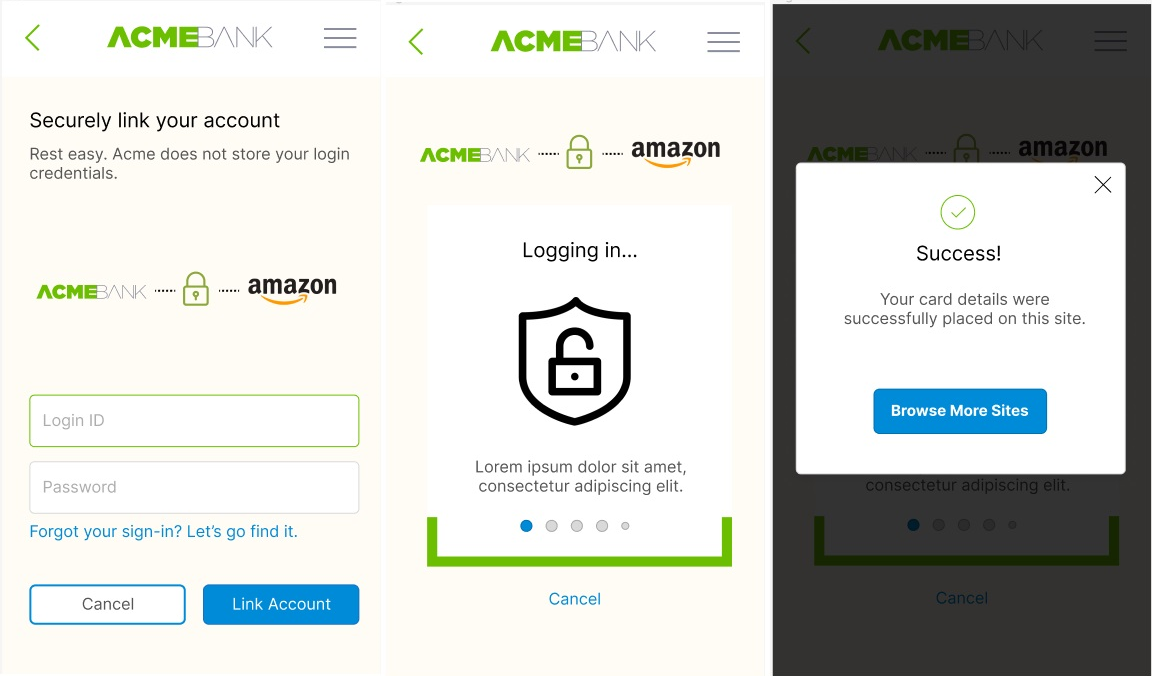 ACMEBANK
Securely link your account
Rest easy. Acme does not store your login
credentials.
ACMEBANK amazon
Login ID
Password
Forgot your sign-in? Let’s go find it.
Cancel Link Account
ACMEBANK
ACMEBANK amazon
Logging in...
Lorem ipsum dolor sit amet,
consectetur adipiscing elit.
Cancel
ACMEBANK
ACMEBANK amazon
Success!
Your card details were
successfully placed on this site.
Browse More Sites
consectetur adipiscing elit.
Cancel